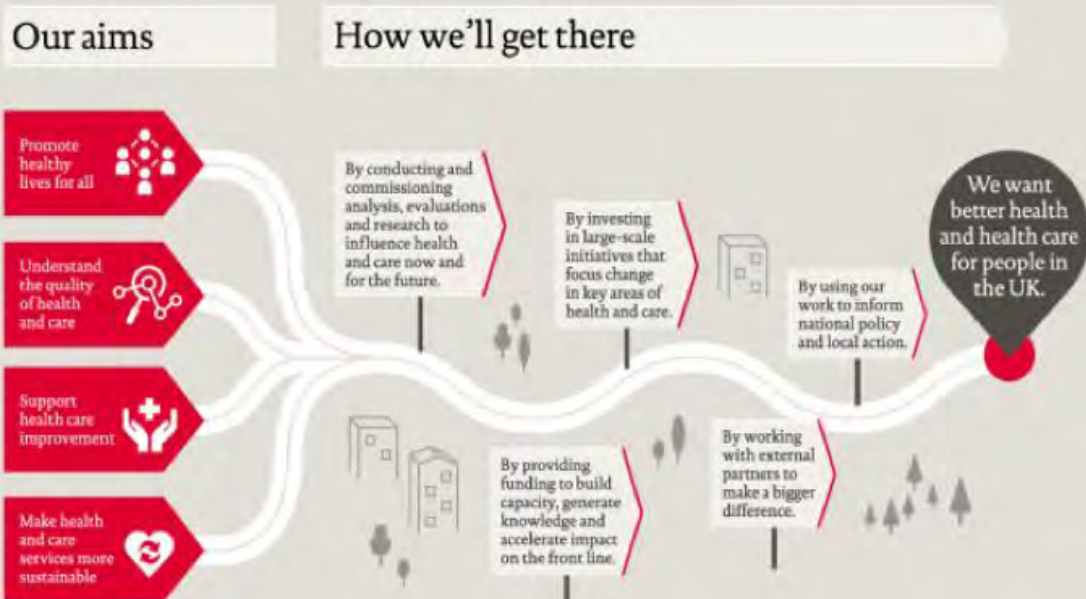 Our aims
How we'll get there
Promote
healthy
lives for all
Understand
the quality
of health
and care
Support
health care
improvement
Make health
and care
services more
sustainable
By conducting and
commissioning
analysis, evaluations
and research to
influence health
and care now and
for the future.
By providing
funding to build
capacity, generate
knowledge and
accelerate impact
on the front line.
By investing
in large-scale
initiatives that
focus change
in key areas of
health and care.
By working
with external
partners to
make a bigger
difference.
By using our
work to inform
national policy
and local action.
We want
better health
and health care
for people in
the UK.